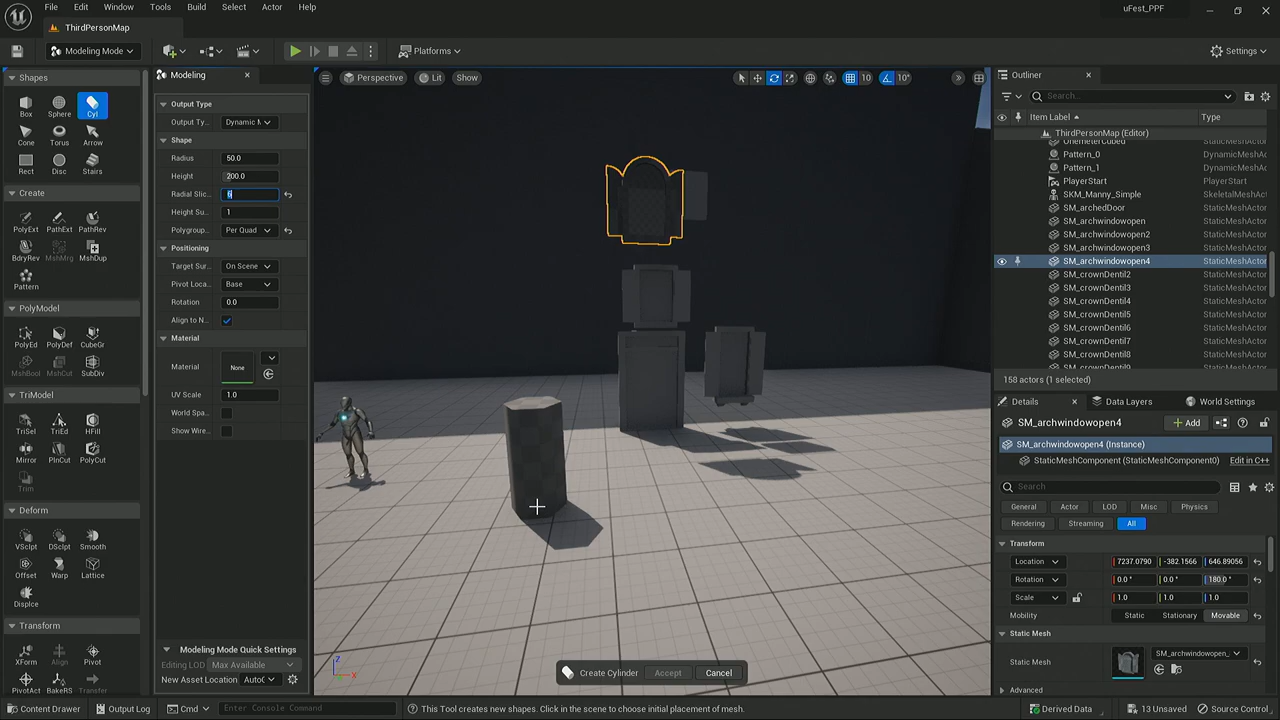 File Edit Window Tools Build Select Actor Help
uFest_PPF
ThirdPersonMap
Modeling Mode
Platforms
Settings
Shapes
Box Sphere Cyl
Cone Torus Arrow
Rect Disc Stairs
Create
PolyExt PathExt PathRev
BdryRev MshMrg MshDup
Pattern
PolyModel
PolyEd PolyDef CubeGr
MshBool MshCut SubDiv
TriModel
TriSel TriEd HFill
Mirror PlnCut PolyCut
Trim
Deform
VSclpt DSclpt Smooth
Offset Warp Lattice
Displce
Transform
XForm Align Pivot
PivotAct BakeRS Transfer
Modeling
Output Type
Output Ty... Dynamic M
Shape
Radius 50.0
Height 200.0
Radial Slic...
Height Su... 1
Polygroup... Per Quad
Positioning
Target Sur... On Scene
Pivot Loca... Base
Rotation 0.0
Align to N...
Material
Material None
UV Scale 1.0
World Spa...
Show Wire...
Modeling Mode Quick Settings
Editing LOD Max Available
New Asset Location AutoG
Perspective Lit Show
10 10°
z
x
Create Cylinder Accept Cancel
Outliner
Search...
Item Label Type
ThirdPersonMap (Editor)
OnemeterCubed StaticMeshActor
Pattern_0 DynamicMeshAc
Pattern_1 DynamicMeshAc
PlayerStart PlayerStart
SKM_Manny_Simple SkeletalMeshAct
SM_archedDoor StaticMeshActor
SM_archwindowopen StaticMeshActor
SM_archwindowopen2 StaticMeshActor
SM_archwindowopen3 StaticMeshActor
SM_archwindowopen4 StaticMeshActor
SM_crownDentil2 StaticMeshActor
SM_crownDentil3 StaticMeshActor
SM_crownDentil4 StaticMeshActor
SM_crownDentil5 StaticMeshActor
SM_crownDentil6 StaticMeshActor
SM_crownDentil7 StaticMeshActor
SM_crownDentil8 StaticMeshActor
SM_crownDentil9 StaticMeshActor
158 actors (1 selected)
Details Data Layers World Settings
SM_archwindowopen4 Add
SM_archwindowopen4 (Instance)
StaticMeshComponent (StaticMeshComponent0) Edit in C++
Search
General Actor LOD Misc Physics
Rendering Streaming All
Transform
Location 7237.0790 -382.1566 646.89056
Rotation 0.0 ° 0.0 ° 180.0 °
Scale 1.0 1.0 1.0
Mobility Static Stationary Movable
Static Mesh
Static Mesh SM_archwindowopen_
Advanced
Content Drawer Output Log Cmd Enter Console Command This Tool creates new shapes. Click in the scene to choose initial placement of mesh. Derived Data 13 Unsaved Source Control